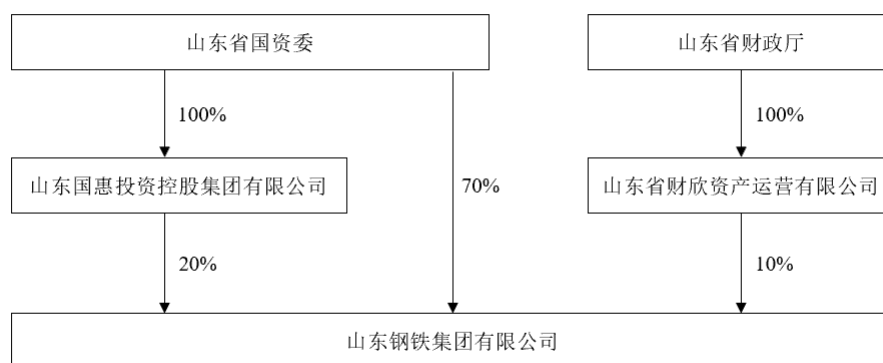 山东省国资委
山东省财政厅
100%
100%
山东国惠投资控股集团有限公司
70%
山东省财欣资产运营有限公司
20%
10%
山东钢铁集团有限公司